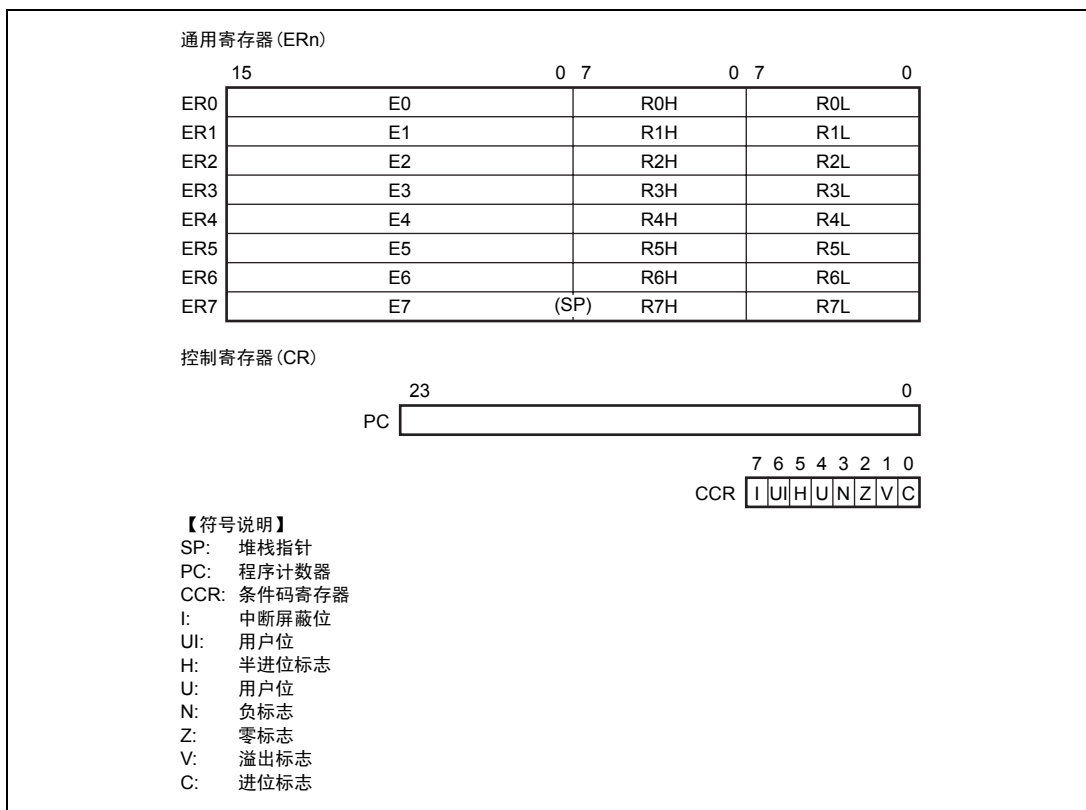 通用寄存器(ERn)
15 0 7 0 7 0
ER0 E0 R0H R0L
ER1 E1 R1H R1L
ER2 E2 R2H R2L
ER3 E3 R3H R3L
ER4 E4 R4H R4L
ER5 E5 R5H R5L
ER6 E6 R6H R6L
ER7 E7 (SP) R7H R7L
控制寄存器(CR)
23 0
PC
7 6 5 4 3 2 1 0
CCR I UI H U N Z V C
【符号说明】
SP: 堆栈指针
PC: 程序计数器
CCR: 条件码寄存器
I: 中断屏蔽位
UI: 用户位
H: 半进位标志
U: 用户位
N: 负标志
Z: 零标志
V: 溢出标志
C: 进位标志